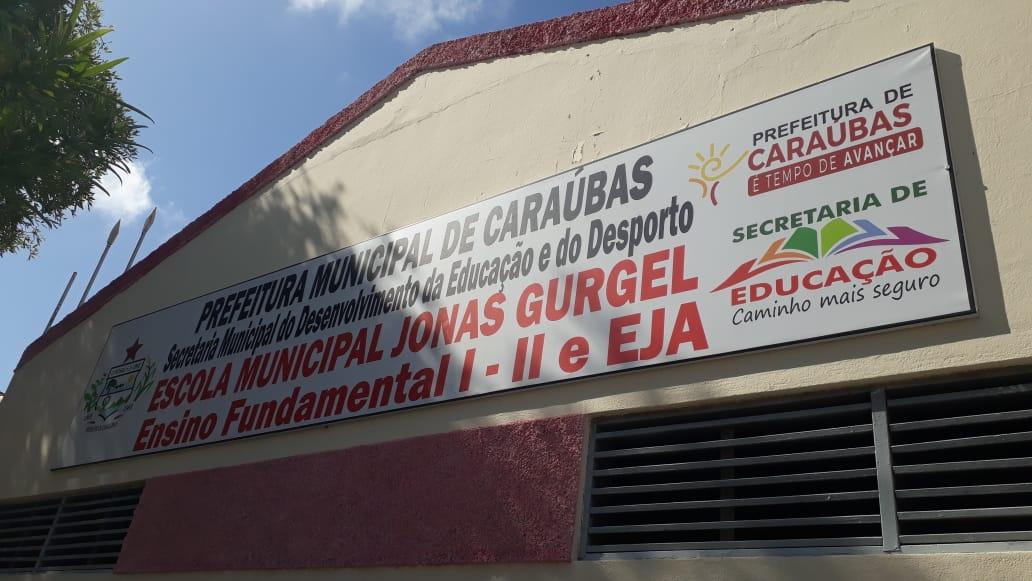 PREFEITURA MUNICIPAL DE CARAÚBAS
Secretaria Municipal do Desenvolvimento da Educação e do Desporto
ESCOLA MUNICIPAL JONAS GURGEL
Ensino Fundamental I - II e EJA
PREFEITURA DE
CARAÚBAS
É TEMPO DE AVANÇAR
SECRETARIA DE
EDUCAÇÃO
Caminho mais seguro